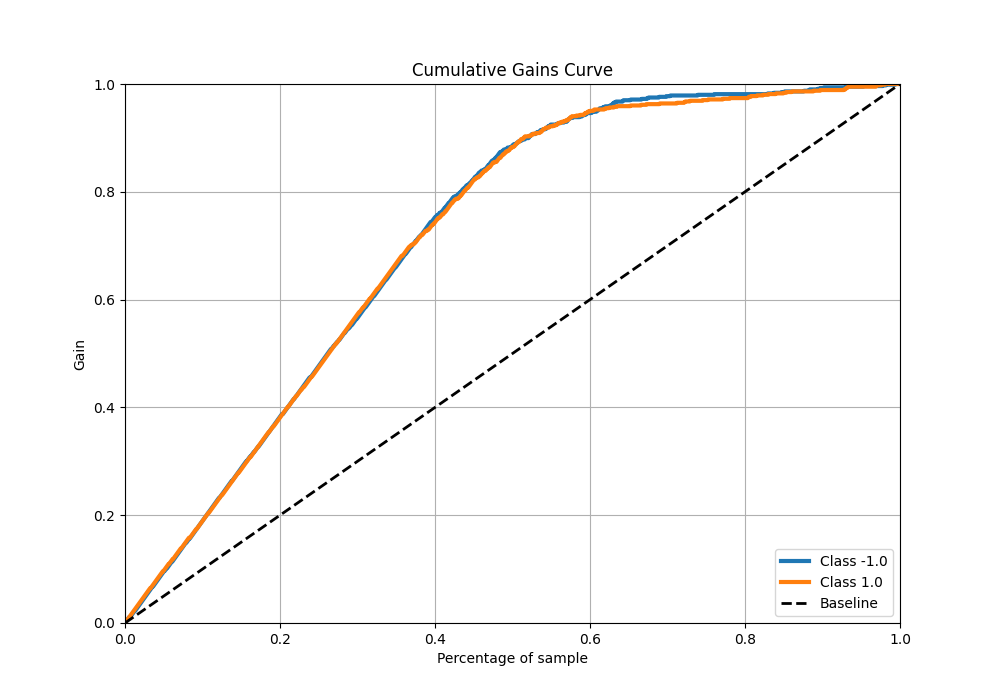 Cumulative Gains Curve
1.0
0.8
0.6
0.4
0.2
0.0
Gain
0.0 0.2 0.4 0.6 0.8 1.0
Percentage of sample
Class -1.0
Class 1.0
Baseline